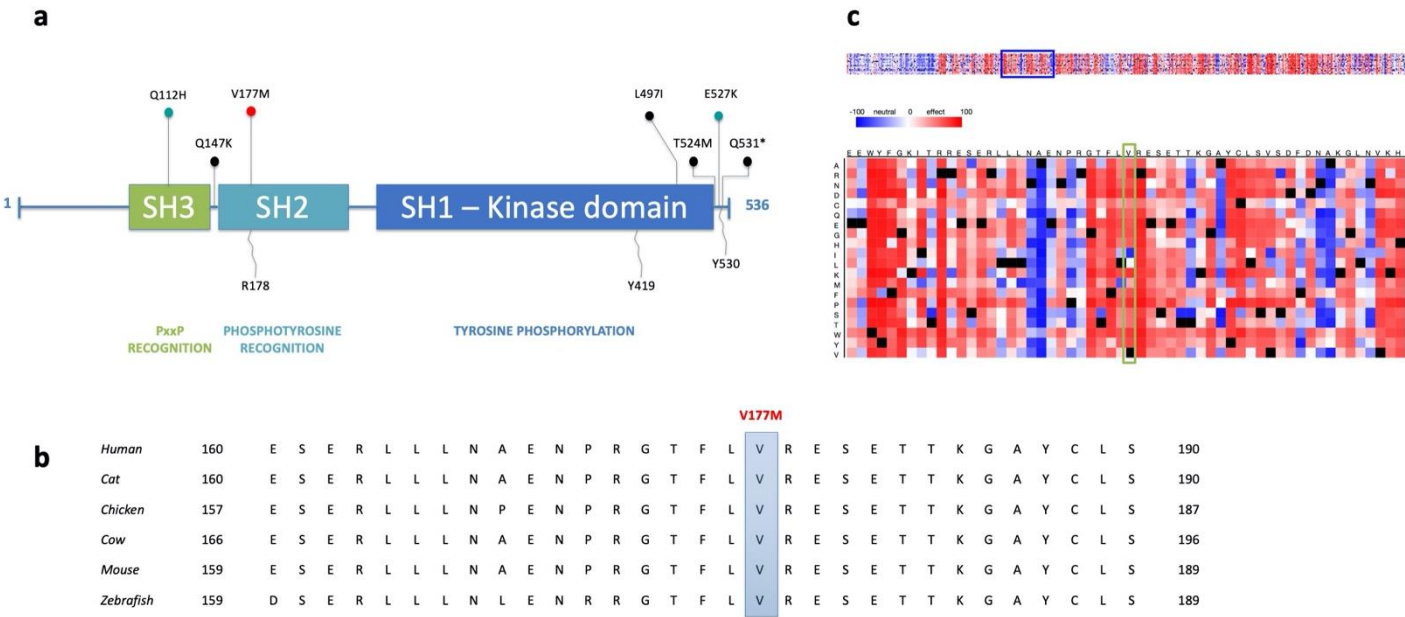 a
Q112H
V177M
L497I
E527K
Q147K
T524M
Q531*
1
SH3
SH2
SH1 – Kinase domain
536
Y530
R178
Y419
PxxP
RECOGNITION
PHOSPHOTYROSINE
RECOGNITION
TYROSINE PHOSPHORYLATION
c
-100 neutral 0 effect 100
E E W Y F G K I T R R E S E R L L L N A E N P R G T F L V R E S E T T K G A Y C L S V S D F D N A K G L N V K H
A
R
N
D
C
Q
E
G
H
I
L
K
M
F
P
S
T
W
Y
V
b
V177M
Human 160 E S E R L L L N A E N P R G T F L V R E S E T T K G A Y C L S 190
Cat 160 E S E R L L L N A E N P R G T F L V R E S E T T K G A Y C L S 190
Chicken 157 E S E R L L L N P E N P R G T F L V R E S E T T K G A Y C L S 187
Cow 166 E S E R L L L N A E N P R G T F L V R E S E T T K G A Y C L S 196
Mouse 159 E S E R L L L N A E N P R G T F L V R E S E T T K G A Y C L S 189
Zebrafish 159 D S E R L L L N L E N R R G T F L V R E S E T T K G A Y C L S 189